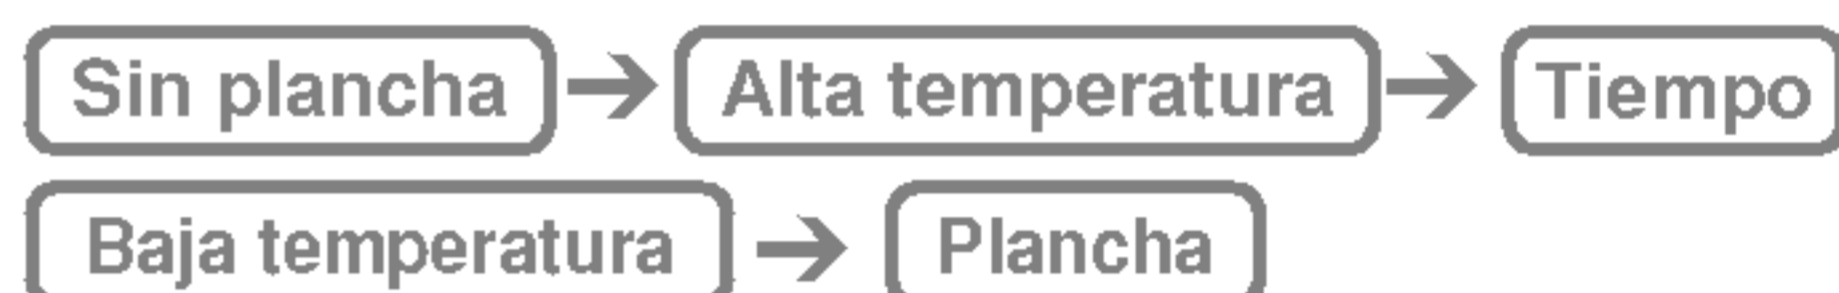 Sin plancha → Alta temperatura → Tiempo
Baja temperatura → Plancha